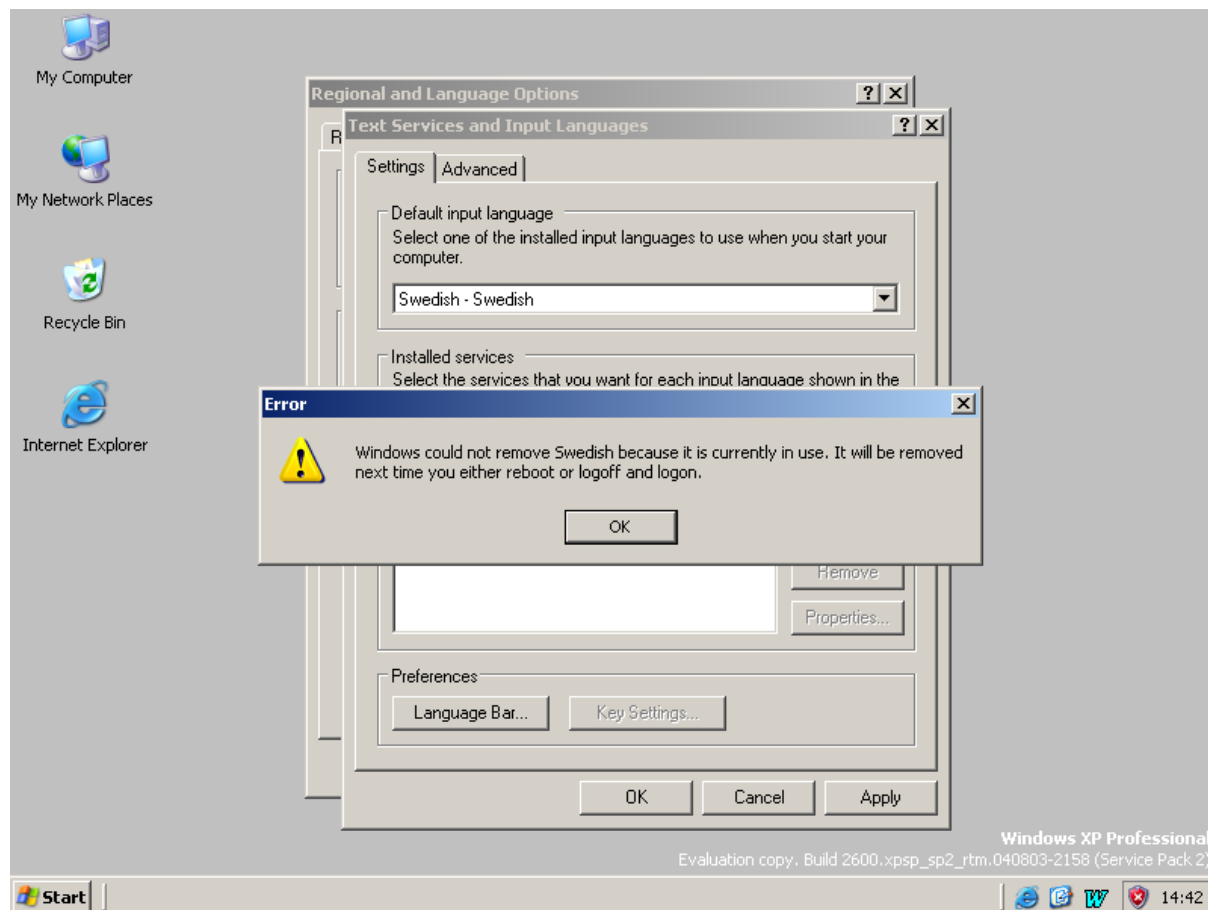 My Computer
My Network Places
Recycle Bin
Internet Explorer
Regional and Language Options
R
Text Services and Input Languages
Settings
Advanced
Default input language
Select one of the installed input languages to use when you start your
computer.
Swedish - Swedish
Installed services
Select the services that you want for each input language shown in the
Error
Windows could not remove Swedish because it is currently in use. It will be removed
next time you either reboot or logoff and logon.
OK
Remove
Properties...
Preferences
Language Bar...
Key Settings...
OK
Cancel
Apply
Windows XP Professional
Evaluation copy. Build 2600.xpsp_sp2_rtm.040803-2158 (Service Pack 2)
Start
14:42